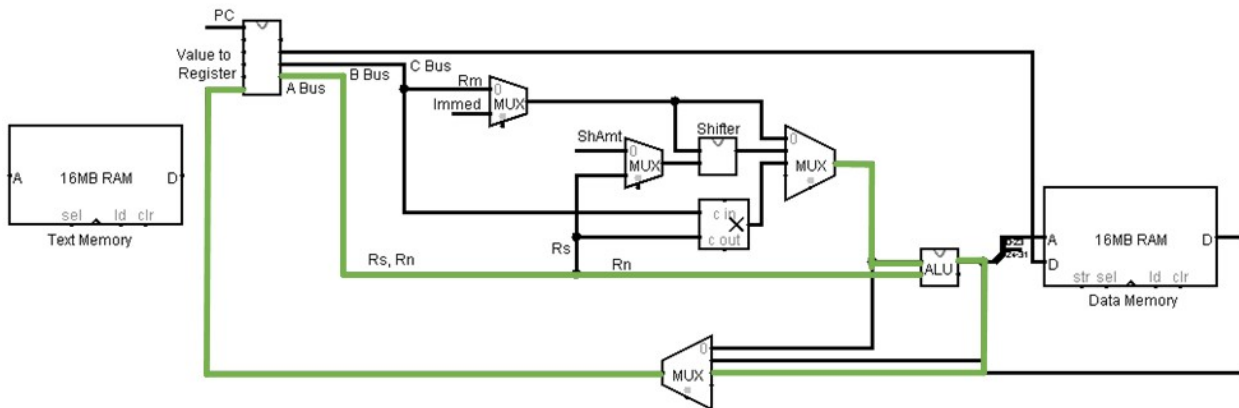 PC
Value to
Register
A Bus
B Bus
C Bus
Rm
0
Immed
MUX
ShAmt
0
MUX
Shifter
0
MUX
A
16MB RAM
D
sel
ld
clr
Text Memory
c in
c out
Rs
Rs, Rn
Rn
ALU
24-31
A
16MB RAM
D
D
str
sel
ld
clr
Data Memory
0
MUX